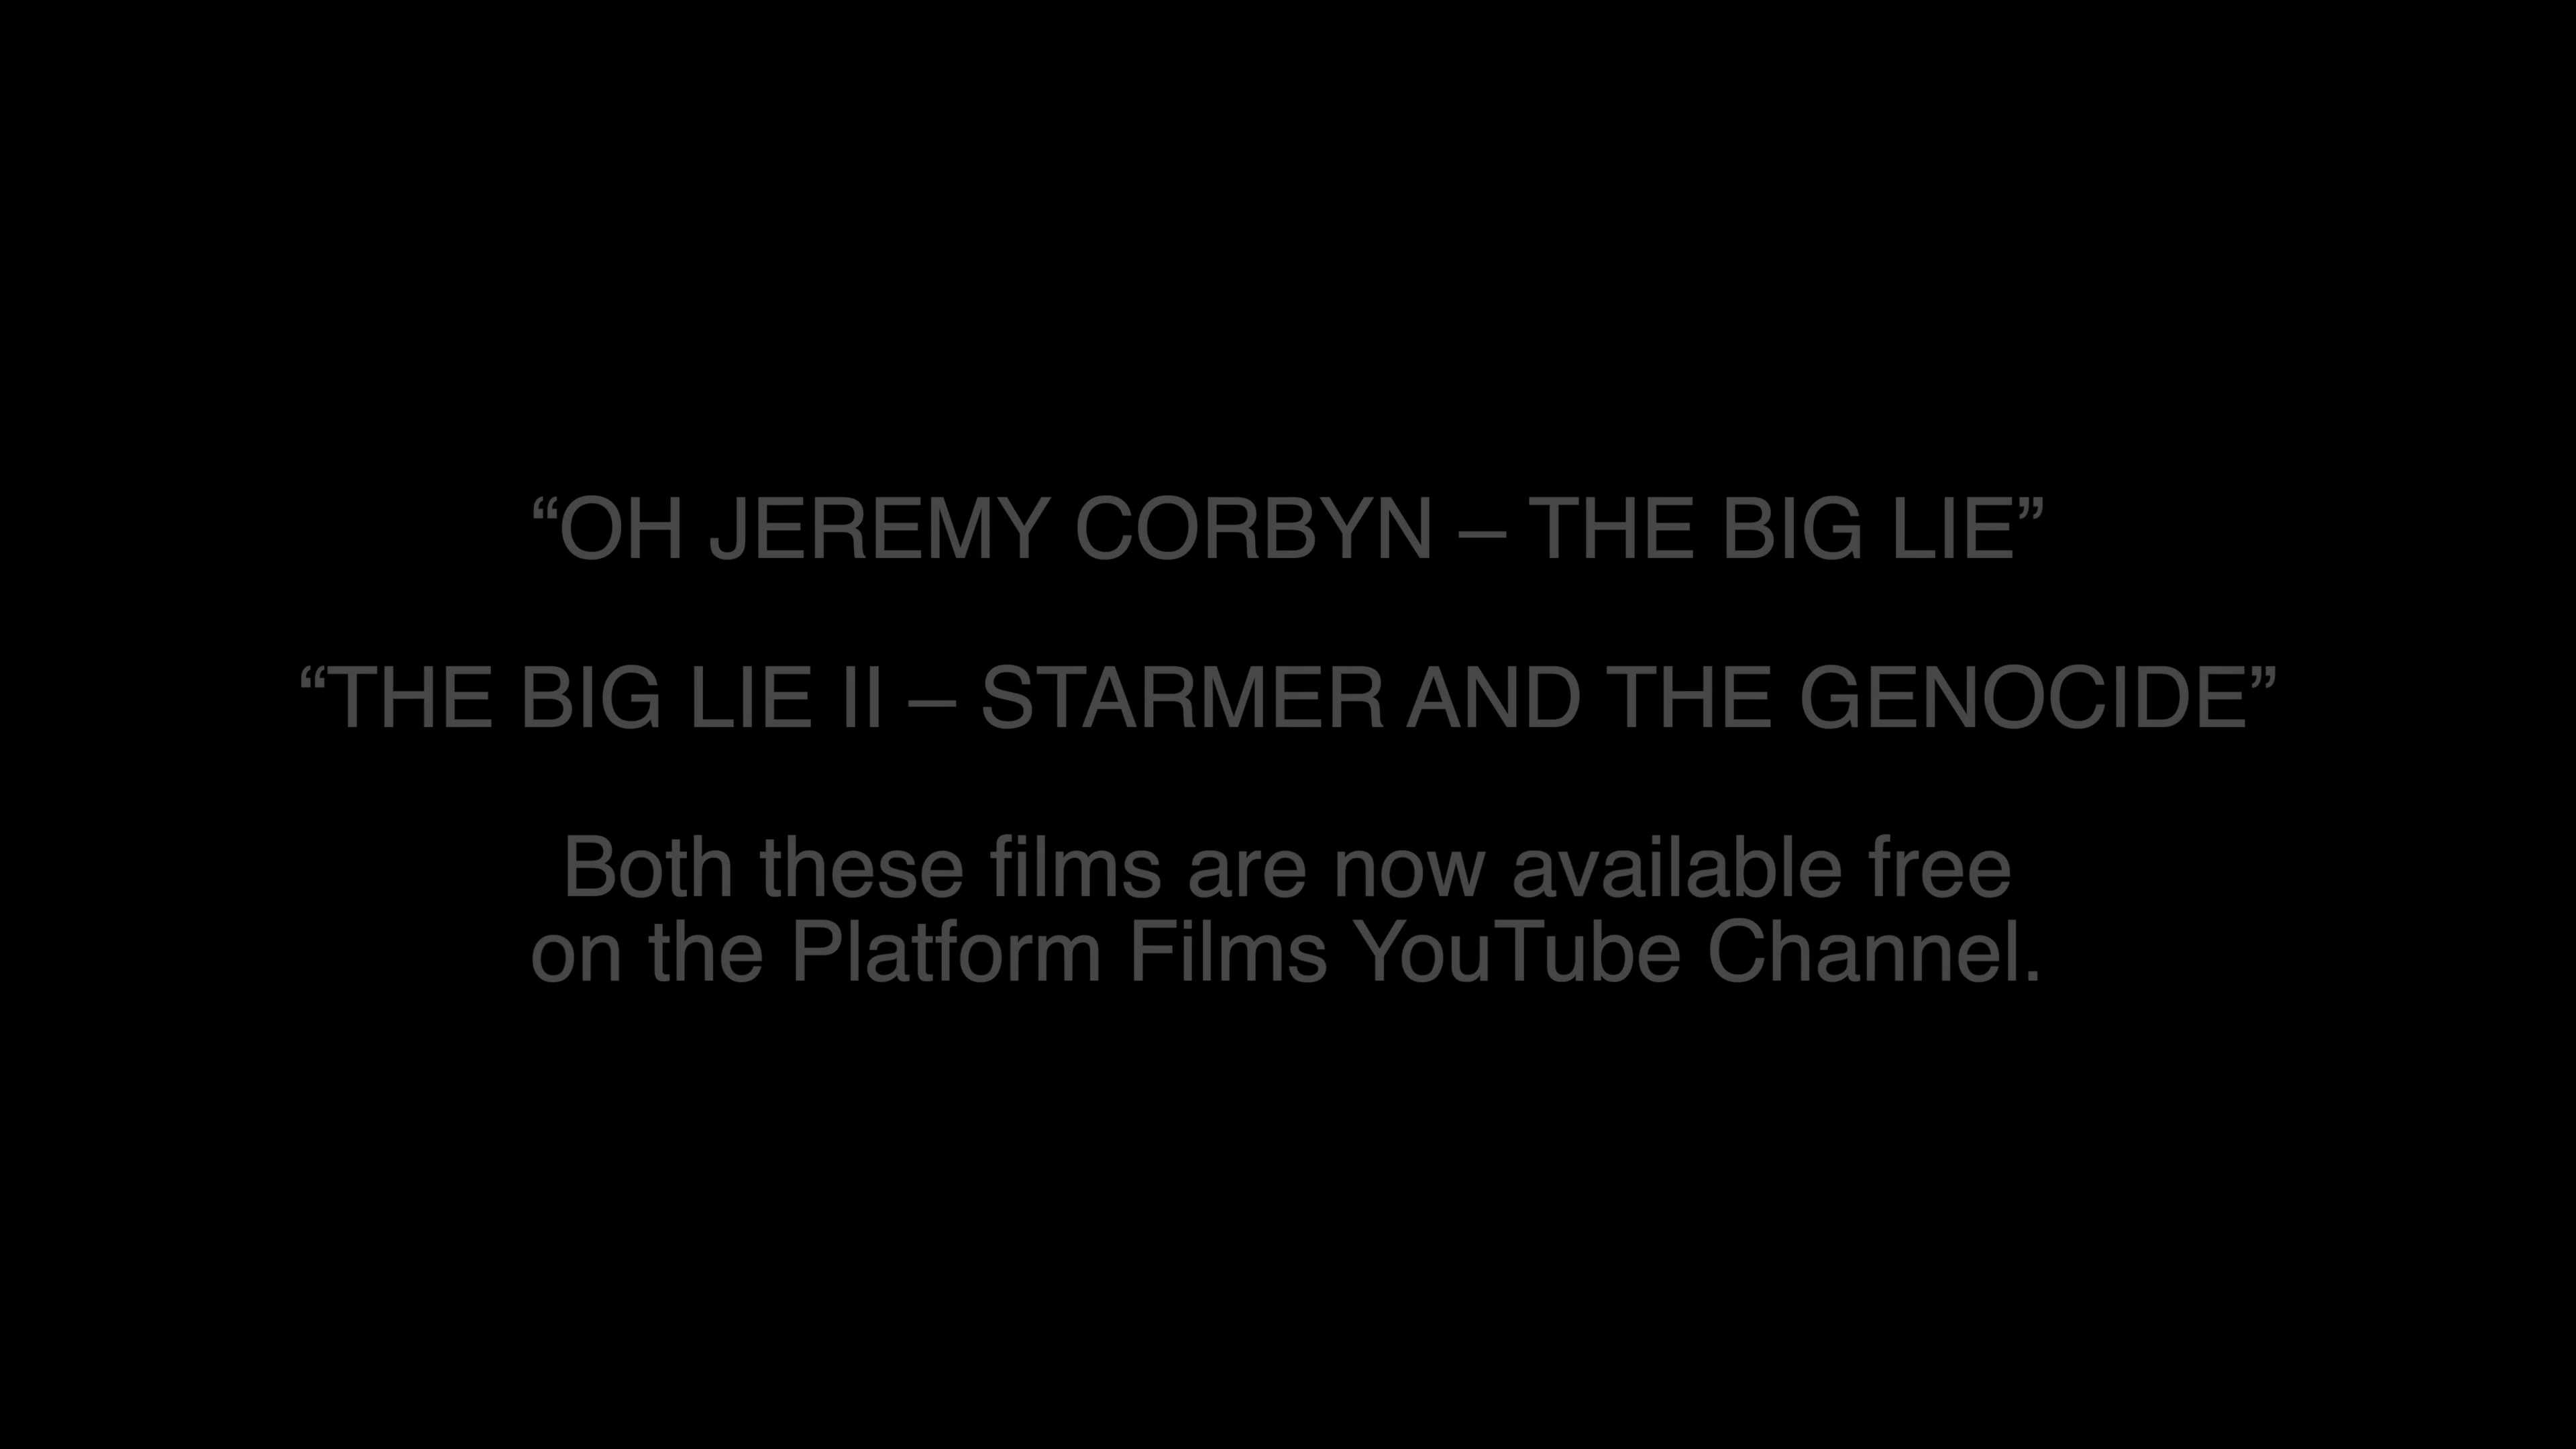 “OH JEREMY CORBYN – THE BIG LIE”
“THE BIG LIE II – STARMER AND THE GENOCIDE”
Both these films are now available free
on the Platform Films YouTube Channel.